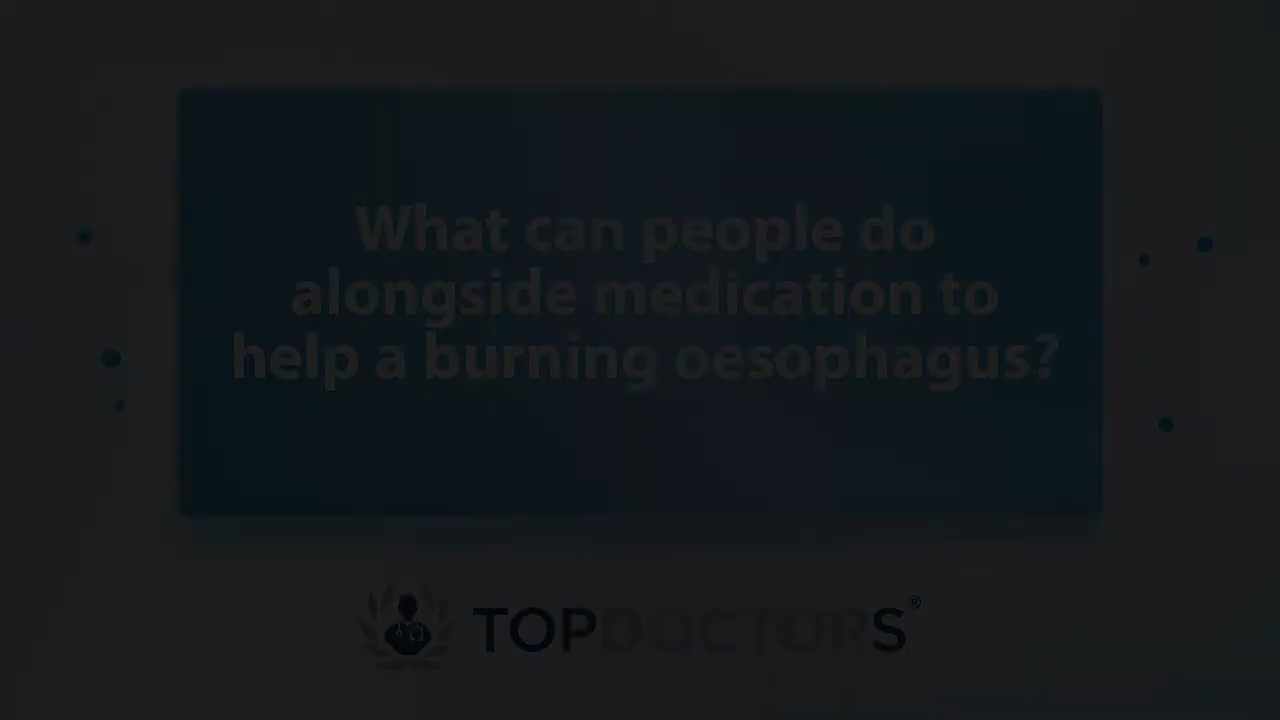 What can people do
alongside medication to
help a burning oesophagus?
TOPDOCTORS®